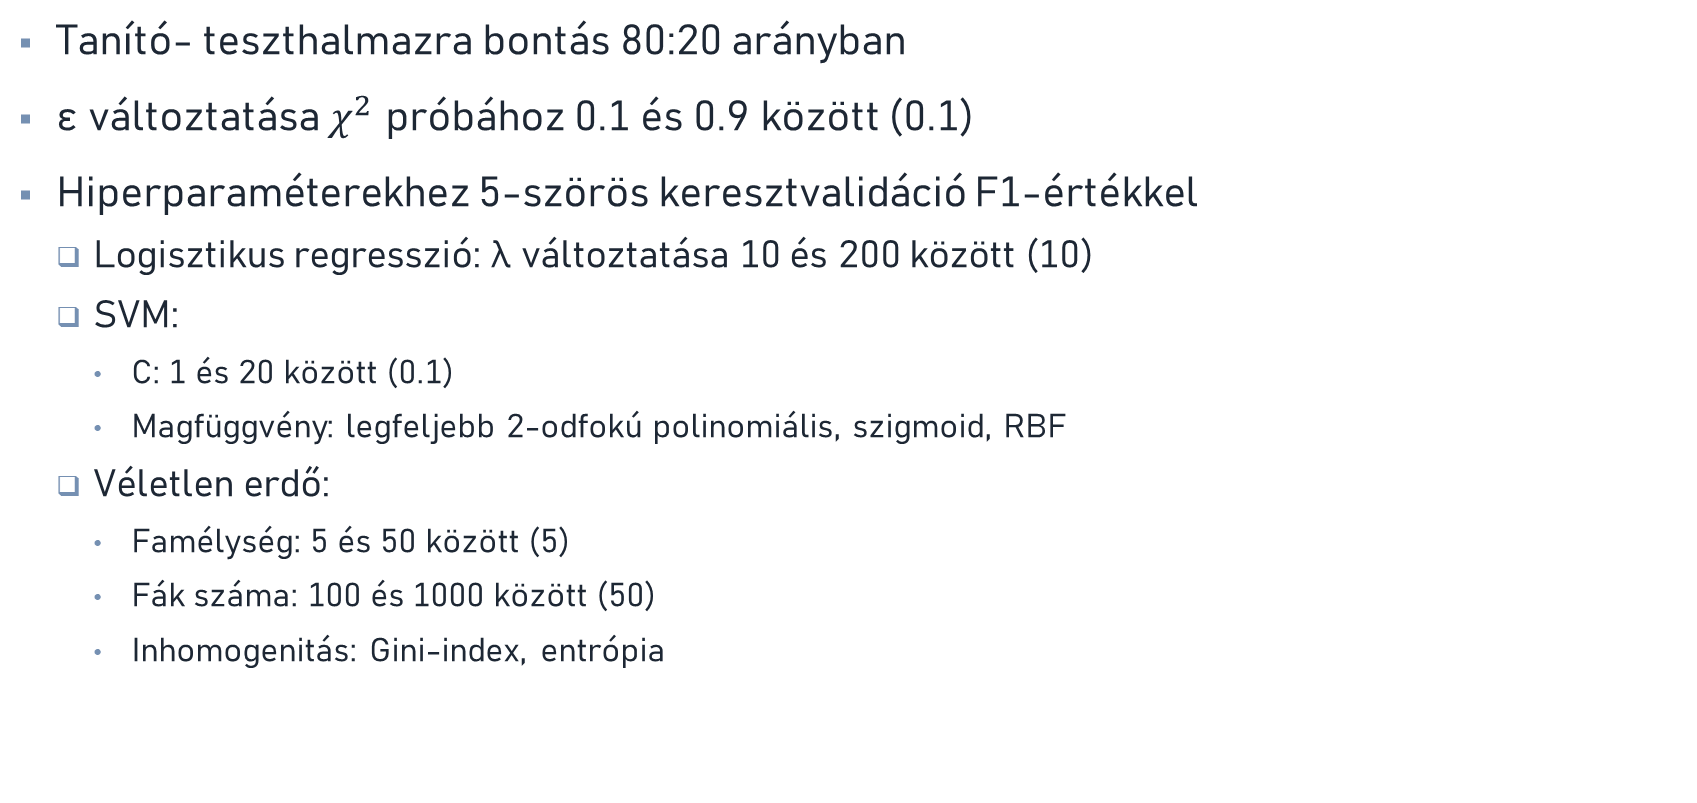 Tanító- teszthalmazra bontás 80:20 arányban
ε változtatása χ² próbához 0.1 és 0.9 között (0.1)
Hiperparaméterekhez 5-szörös keresztvalidáció F1-értékkel
Logisztikus regresszió: λ változtatása 10 és 200 között (10)
SVM:
C: 1 és 20 között (0.1)
Magfüggvény: legfeljebb 2-odfokú polinomiális, szigmoid, RBF
Véletlen erdő:
Famélység: 5 és 50 között (5)
Fák száma: 100 és 1000 között (50)
Inhomogenitás: Gini-index, entrópia